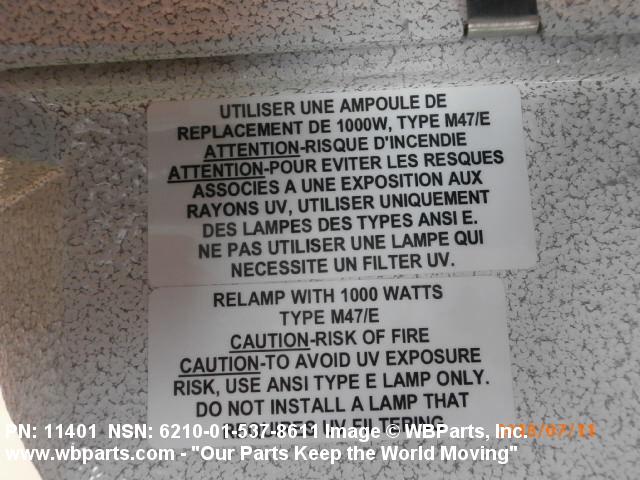 UTILISER UNE AMPOULE DE
REPLACEMENT DE 1000W, TYPE M47/E
ATTENTION-RISQUE D'INCENDIE
ATTENTION-POUR EVITER LES RESQUES
ASSOCIES A UNE EXPOSITION AUX
RAYONS UV, UTILISER UNIQUEMENT
DES LAMPES DES TYPES ANSI E.
NE PAS UTILISER UNE LAMPE QUI
NECESSITE UN FILTER UV.
RELAMP WITH 1000 WATTS
TYPE M47/E
CAUTION-RISK OF FIRE
CAUTION-TO AVOID UV EXPOSURE
RISK, USE ANSI TYPE E LAMP ONLY.
DO NOT INSTALL A LAMP THAT
UV FILTERING
PN: 11401 NSN: 6210-01-537-8611 Image © WBParts, Inc.
www.wbparts.com - "Our Parts Keep the World Moving"